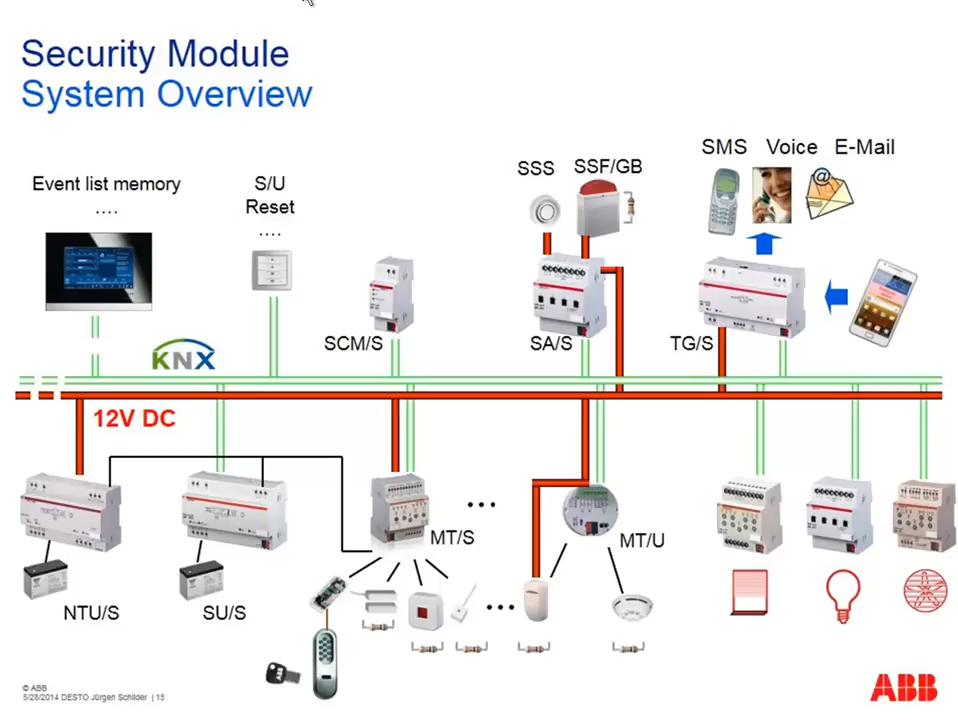 Security Module
System Overview
SMS Voice E-Mail
SSS
SSF/GB
Event list memory
....
S/U
Reset
....
SCM/S
SA/S
TG/S
KNX
12V DC
...
MT/S
MT/U
...
NTU/S
SU/S
© ABB
5/28/2014 DESTO Jürgen Schilder | 15
ABB